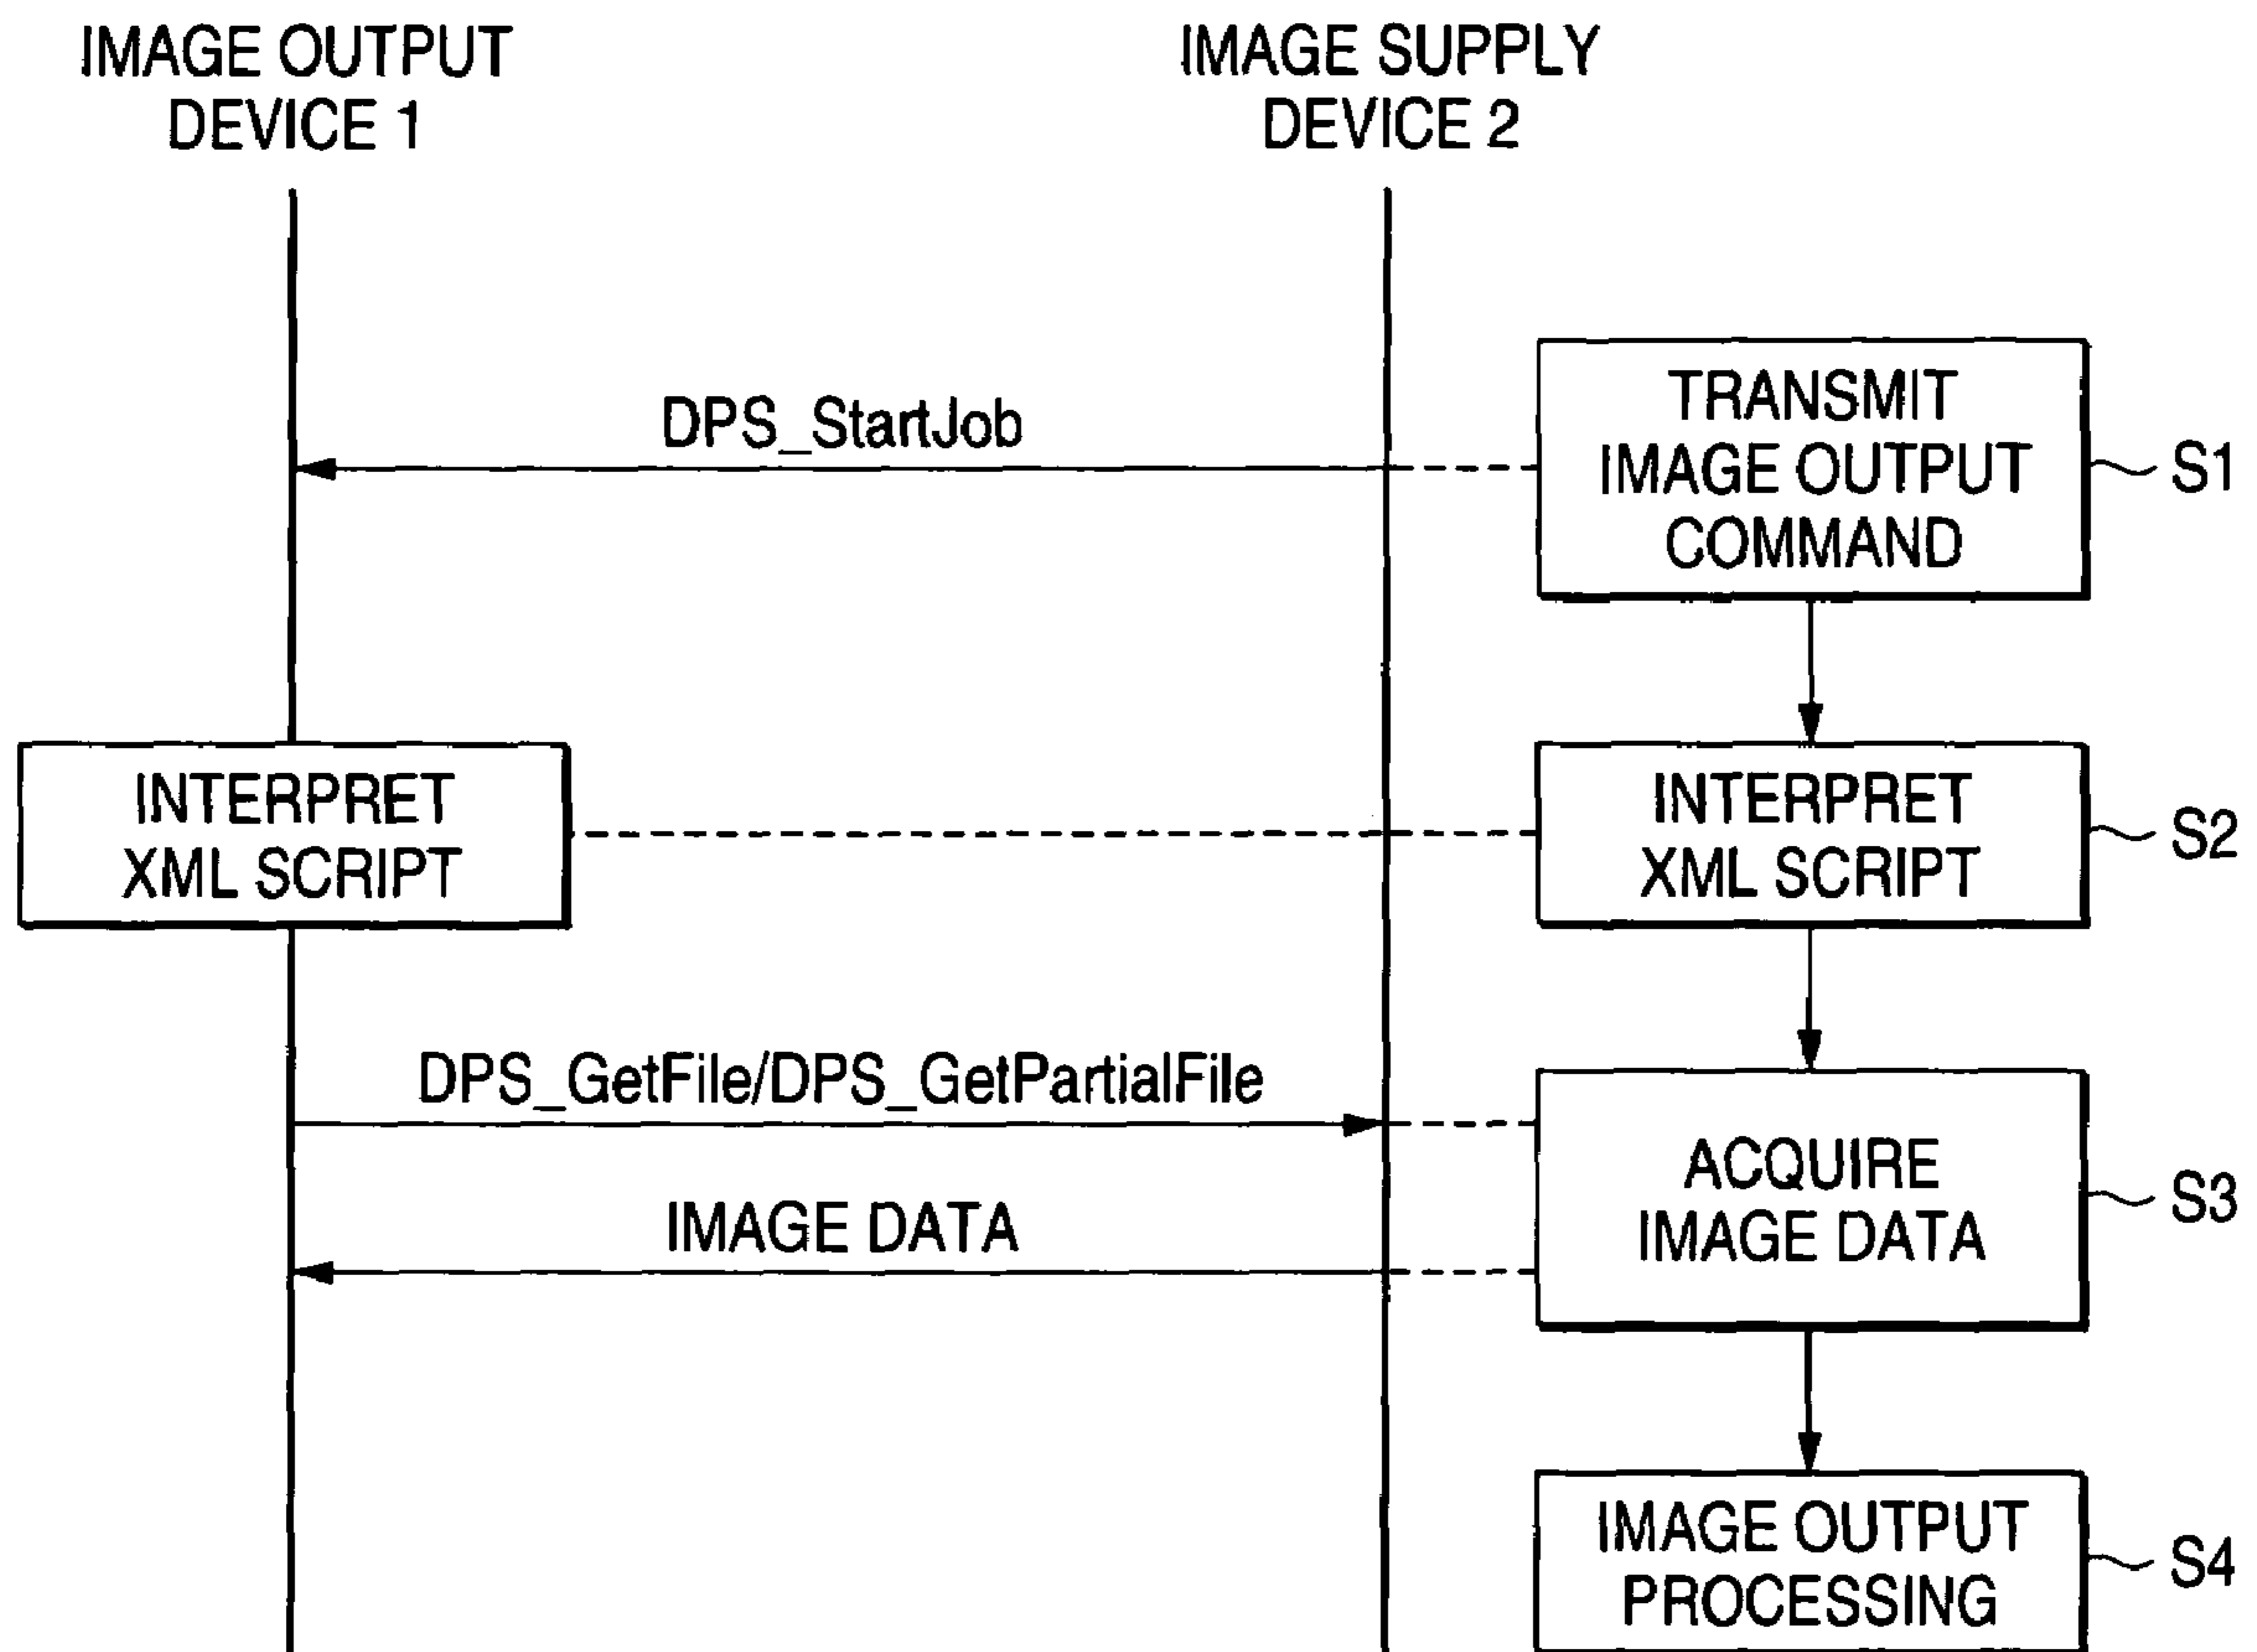 IMAGE OUTPUT
DEVICE 1
IMAGE SUPPLY
DEVICE 2
TRANSMIT
IMAGE OUTPUT
COMMAND
S1
DPS_StartJob
INTERPRET
XML SCRIPT
INTERPRET
XML SCRIPT
S2
DPS_GetFile/DPS_GetPartialFile
ACQUIRE
IMAGE DATA
S3
IMAGE DATA
IMAGE OUTPUT
PROCESSING
S4